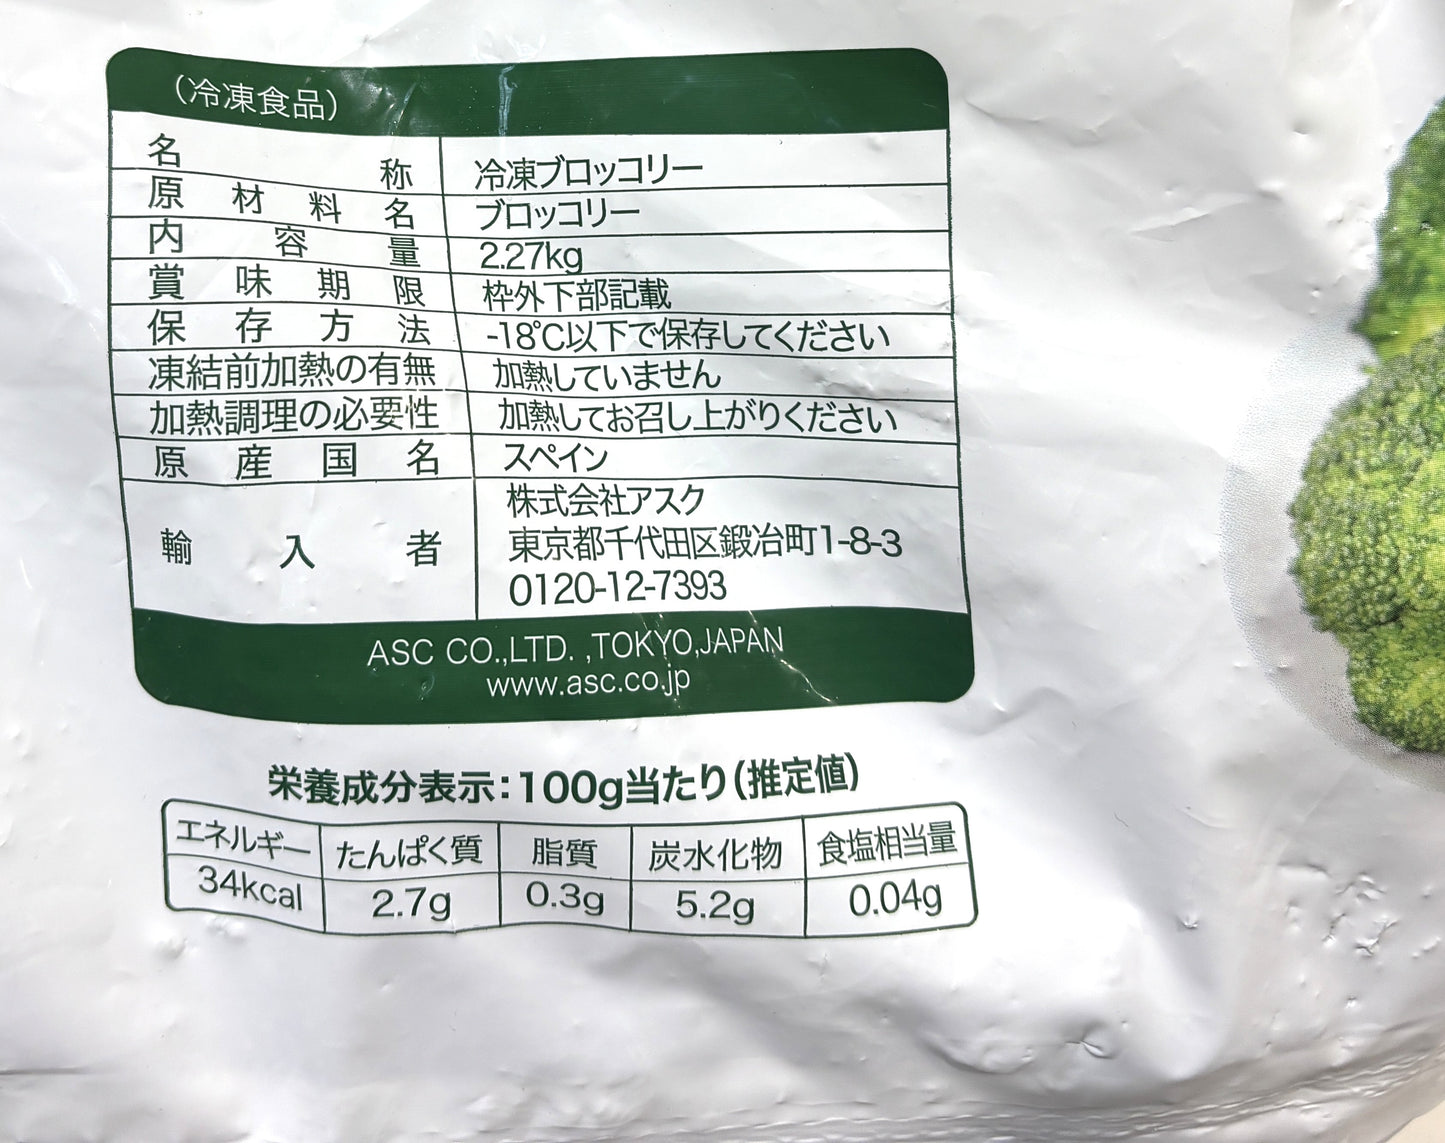 （冷凍食品）
名称 冷凍ブロッコリー
原材料名 ブロッコリー
内容量 2.27kg
賞味期限 枠外下部記載
保存方法 -18℃以下で保存してください
凍結前加熱の有無 加熱していません
加熱調理の必要性 加熱してお召し上がりください
原産国名 スペイン
輸入者 株式会社アスク
東京都千代田区鍛冶町1-8-3
0120-12-7393
ASC CO.,LTD. ,TOKYO,JAPAN
www.asc.co.jp
栄養成分表示：100g当たり（推定値）
エネルギー たんぱく質 脂質 炭水化物 食塩相当量
34kcal 2.7g 0.3g 5.2g 0.04g